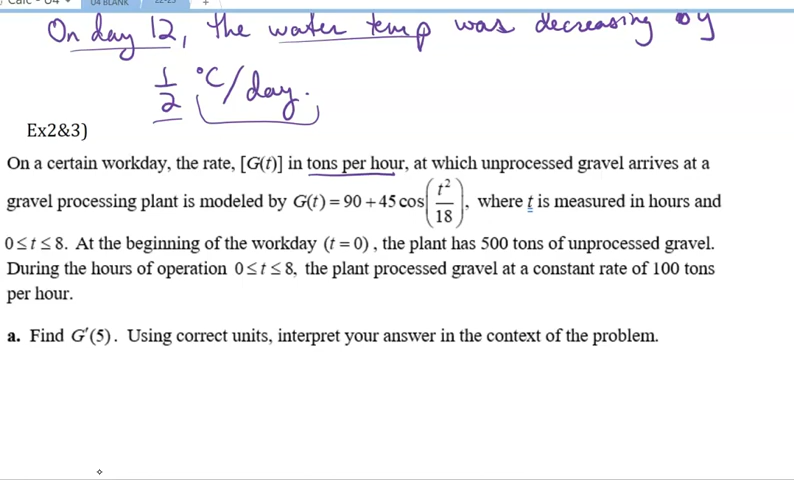 Calc - U4
U4 BLANK
+
On day 12, the water temp was decreasing by
1/2 °C/day.
Ex2&3)
On a certain workday, the rate, [G(t)] in tons per hour, at which unprocessed gravel arrives at a
gravel processing plant is modeled by G(t) = 90 + 45 cos(t²/18), where t is measured in hours and
0 ≤ t ≤ 8. At the beginning of the workday (t = 0), the plant has 500 tons of unprocessed gravel.
During the hours of operation 0 ≤ t ≤ 8, the plant processed gravel at a constant rate of 100 tons
per hour.
a. Find G′(5). Using correct units, interpret your answer in the context of the problem.